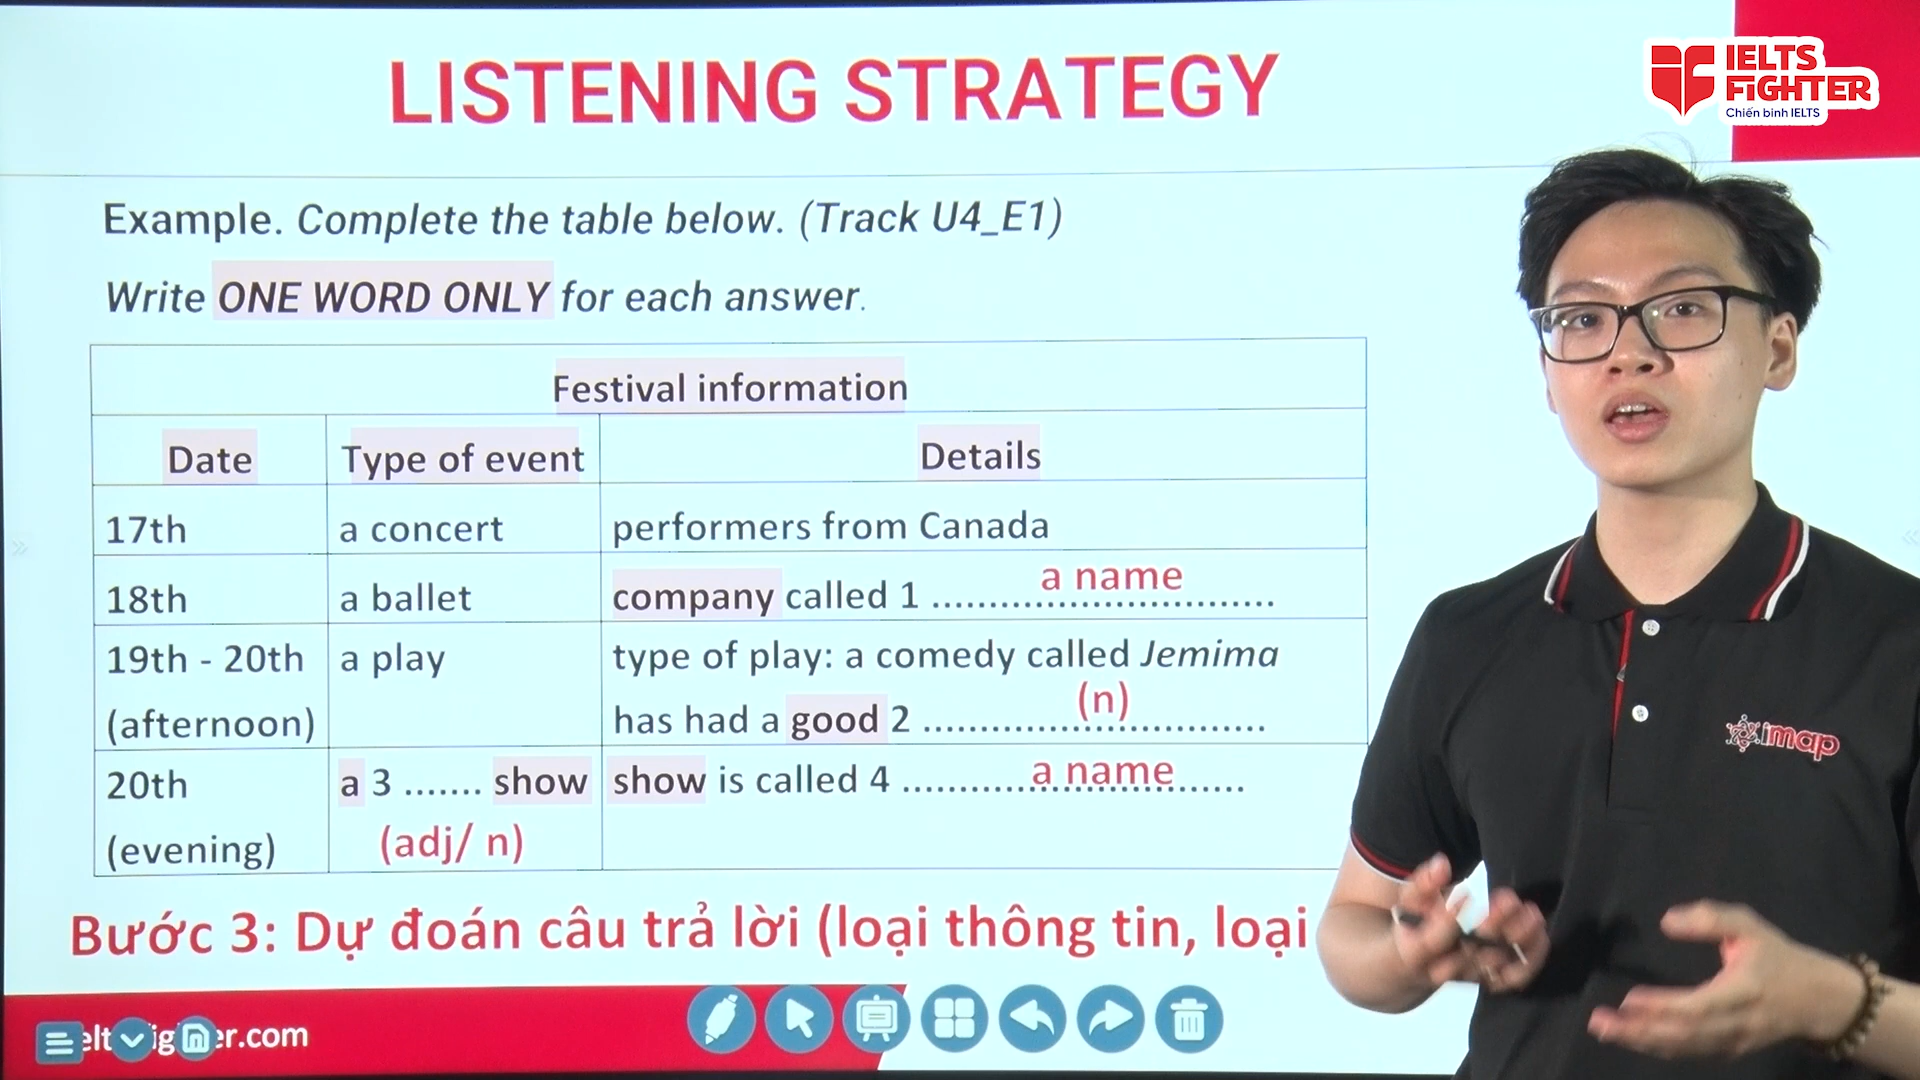 LISTENING STRATEGY
IELTS
FiGHTER
Chiến binh IELTS
Example. Complete the table below. (Track U4_E1)
Write ONE WORD ONLY for each answer.
Festival information
Date Type of event Details
17th a concert performers from Canada
a name
18th a ballet company called 1 ..............................
19th - 20th a play type of play: a comedy called Jemima
(n)
(afternoon) has had a good 2 ..............................
a name
20th a 3 ....... show show is called 4 ..............................
(evening) (adj/ n)
imap
Bước 3: Dự đoán câu trả lời (loại thông tin, loại
er.com